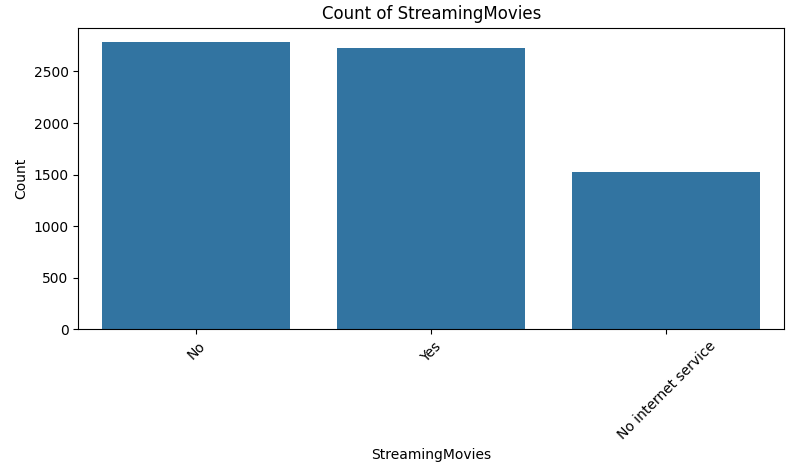 Count of StreamingMovies
2500
2000
1500
1000
500
0
Count
No
Yes
No internet service
StreamingMovies